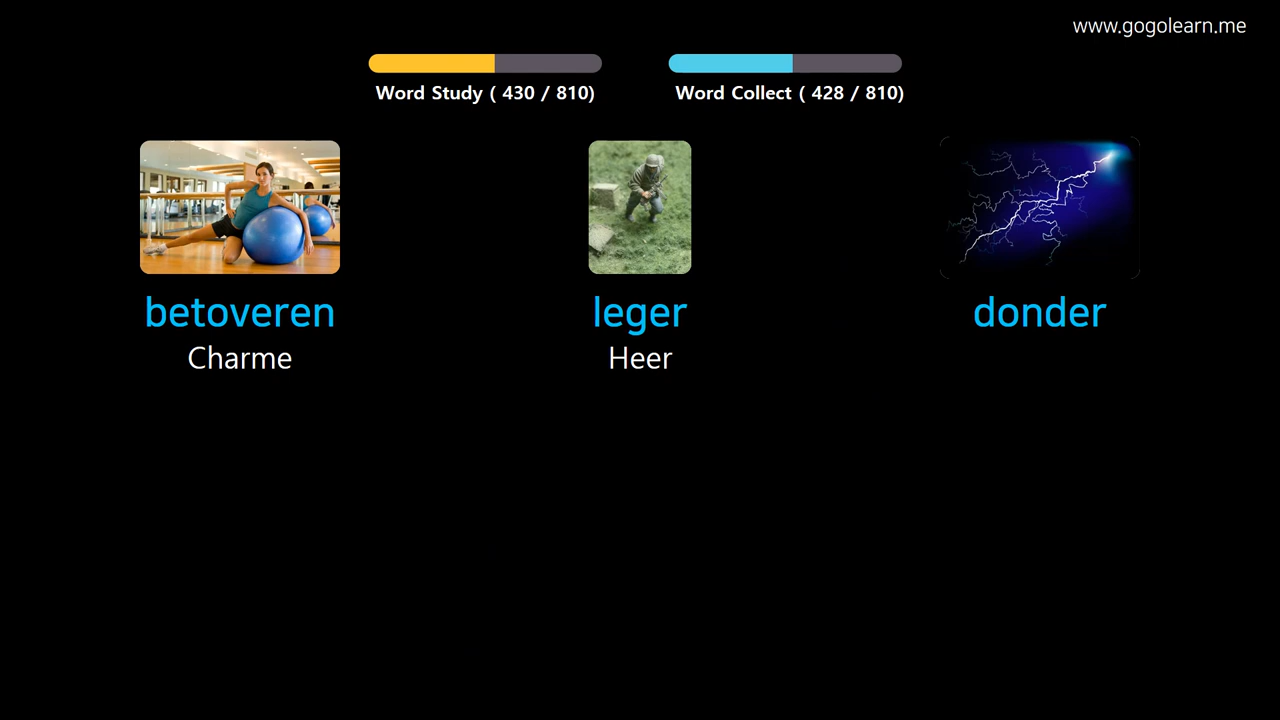 www.gogolearn.me
Word Study ( 430 / 810)
Word Collect ( 428 / 810)
betoveren
Charme
leger
Heer
donder